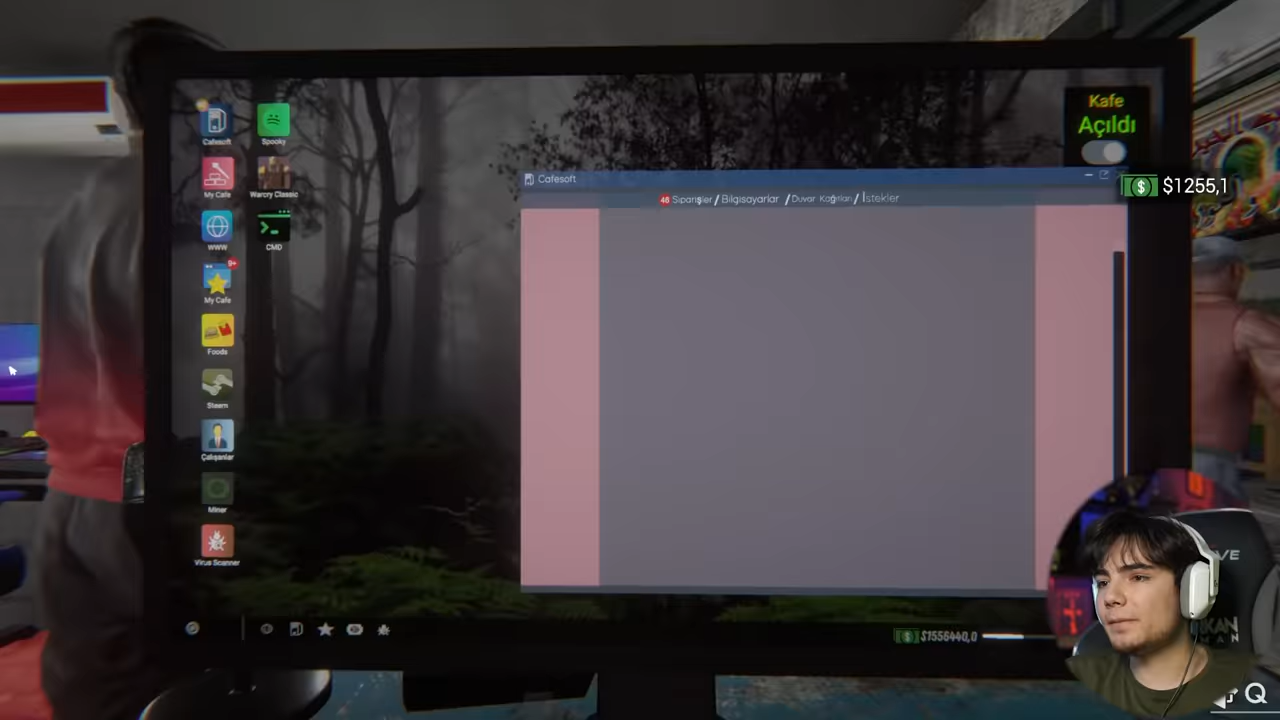 Kafe
Açıldı
Cafesoft
Spooky
My Cafe
Warcry Classic
WWW
CMD
9+
My Cafe
Foods
Steem
Çalışanlar
Miner
Virus Scanner
Cafesoft
46 Siparişler / Bilgisayarlar / Duvar Kağıtları / İstekler
$1255,1
$1556440,0
Q